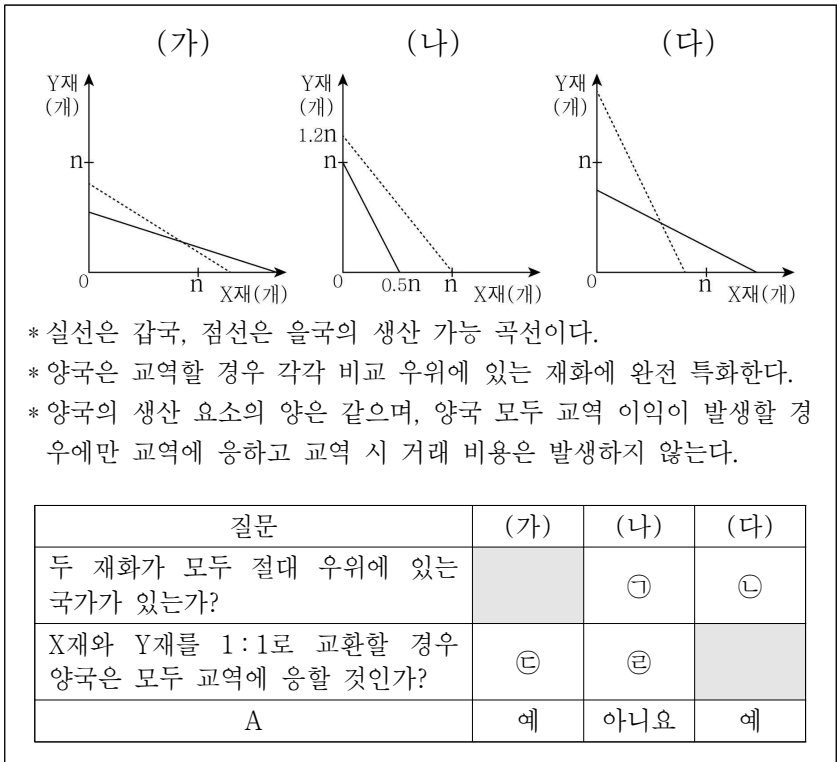 (가) (나) (다)
Y재 Y재 Y재
(개) (개) (개)
1.2n
n n n
0 n X재(개) 0 0.5n n X재(개) 0 n X재(개)
* 실선은 갑국, 점선은 을국의 생산 가능 곡선이다.
* 양국은 교역할 경우 각각 비교 우위에 있는 재화에 완전 특화한다.
* 양국의 생산 요소의 양은 같으며, 양국 모두 교역 이익이 발생할 경
우에만 교역에 응하고 교역 시 거래 비용은 발생하지 않는다.
질문 (가) (나) (다)
두 재화가 모두 절대 우위에 있는
국가가 있는가? ㉠ ㉡
X재와 Y재를 1:1로 교환할 경우
양국은 모두 교역에 응할 것인가? ㉢ ㉣
A 예 아니요 예